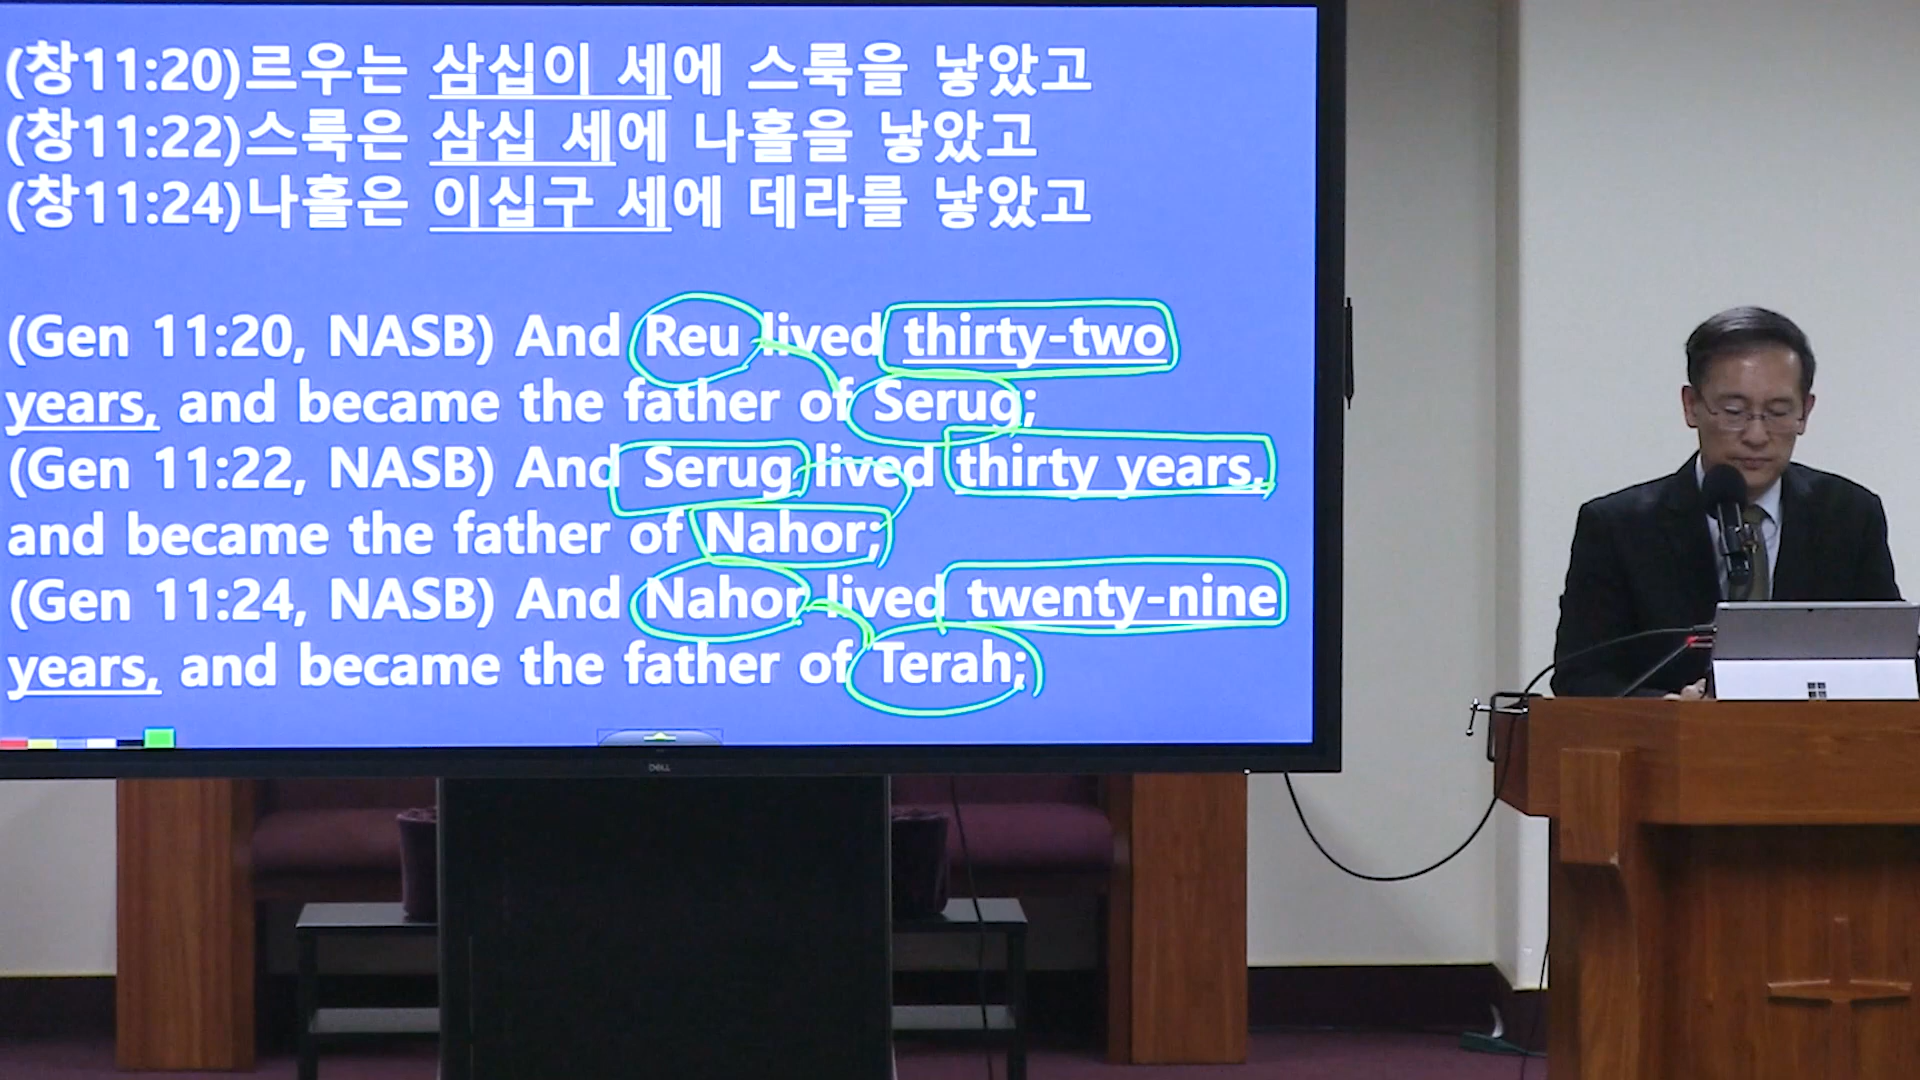 (창11:20)르우는 삼십이 세에 스룩을 낳았고
(창11:22)스룩은 삼십 세에 나홀을 낳았고
(창11:24)나홀은 이십구 세에 데라를 낳았고
(Gen 11:20, NASB) And Reu lived thirty-two
years, and became the father of Serug;
(Gen 11:22, NASB) And Serug lived thirty years,
and became the father of Nahor;
(Gen 11:24, NASB) And Nahor lived twenty-nine
years, and became the father of Terah;
DELL